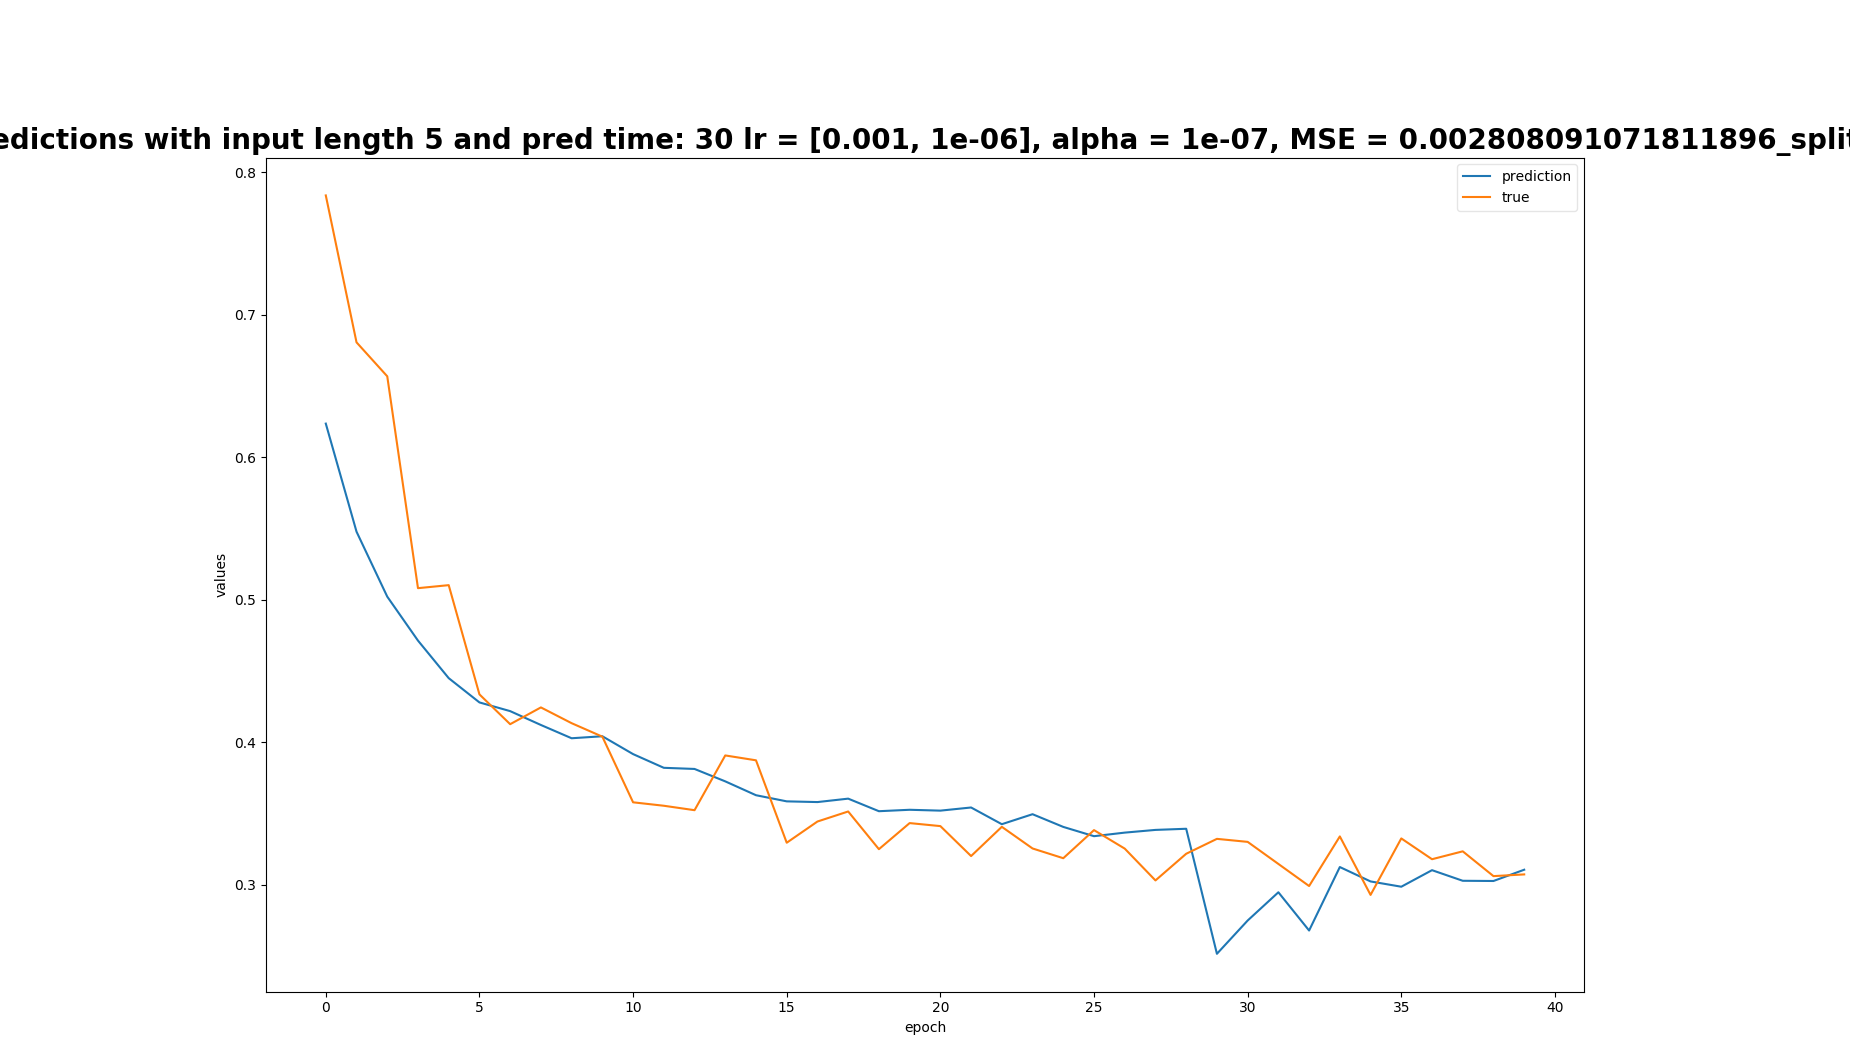 edictions with input length 5 and pred time: 30 lr = [0.001, 1e-06], alpha = 1e-07, MSE = 0.002808091071811896_split
prediction
true
0.8
0.7
0.6
0.5
0.4
0.3
values
0 5 10 15 20 25 30 35 40
epoch